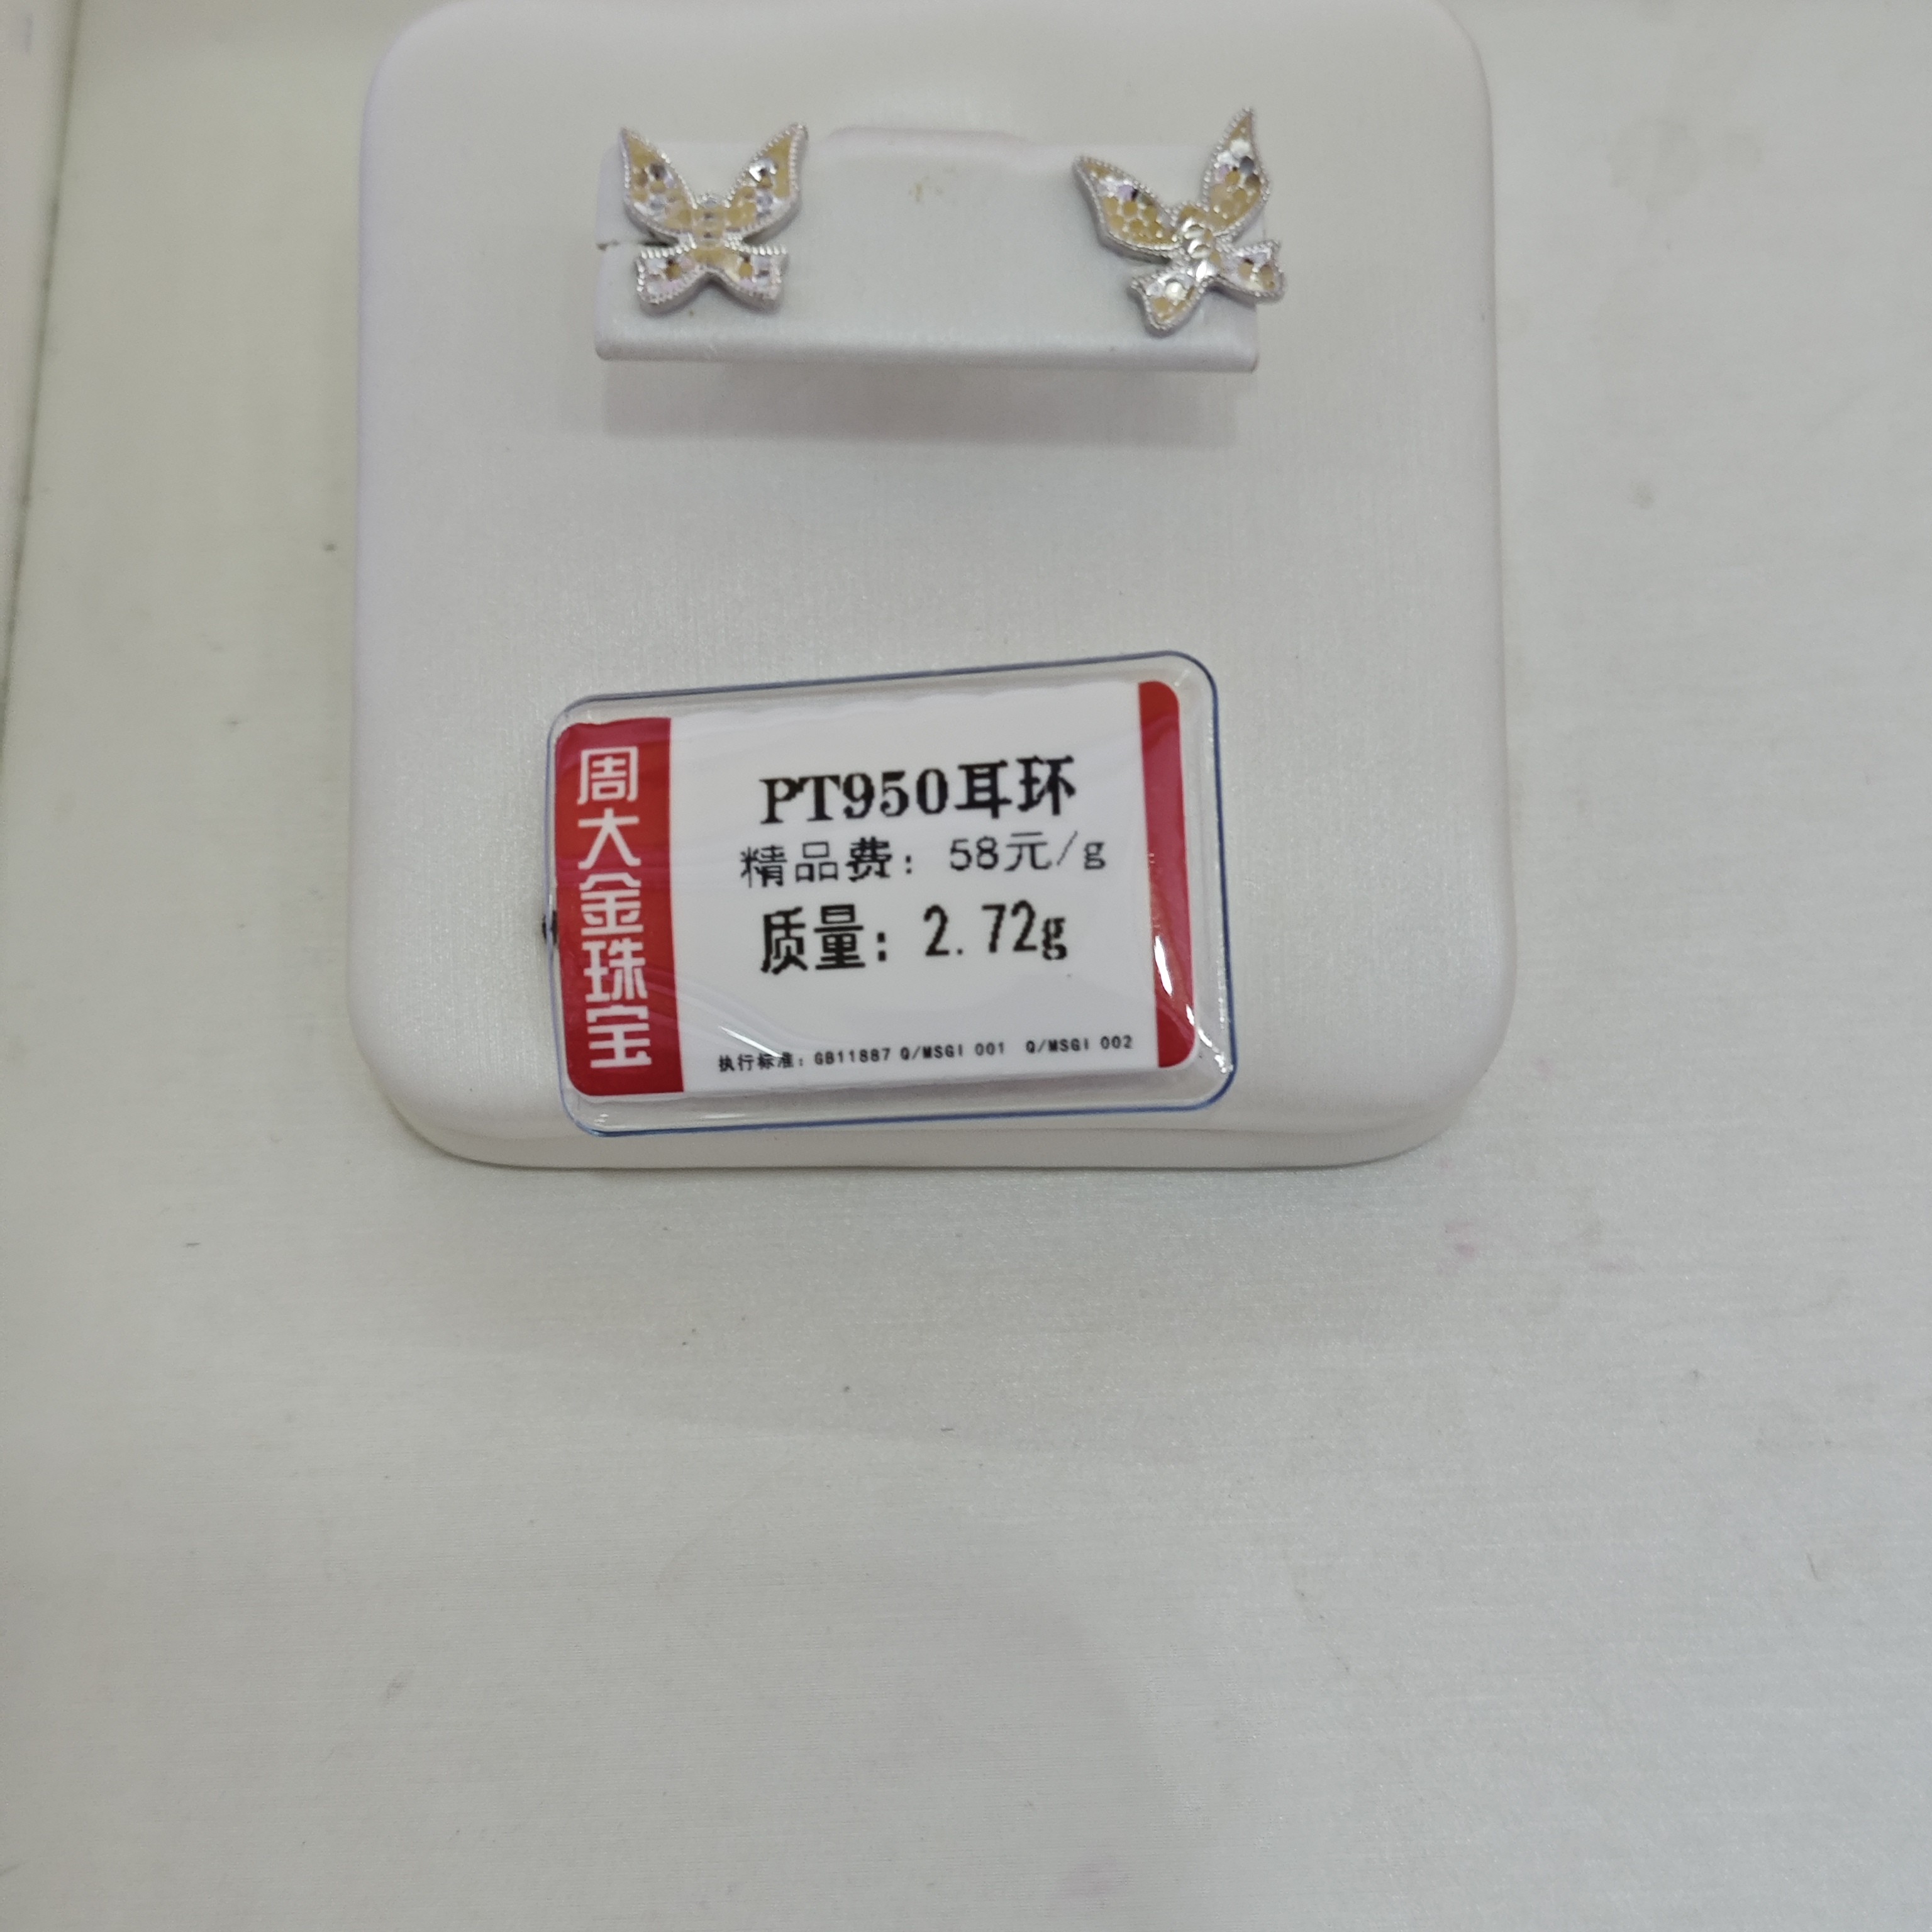 周大金珠宝
PT950耳环
精品费：58元/g
质量：2.72g
执行标准：GB11887 Q/MSGI 001 Q/MSGI 002